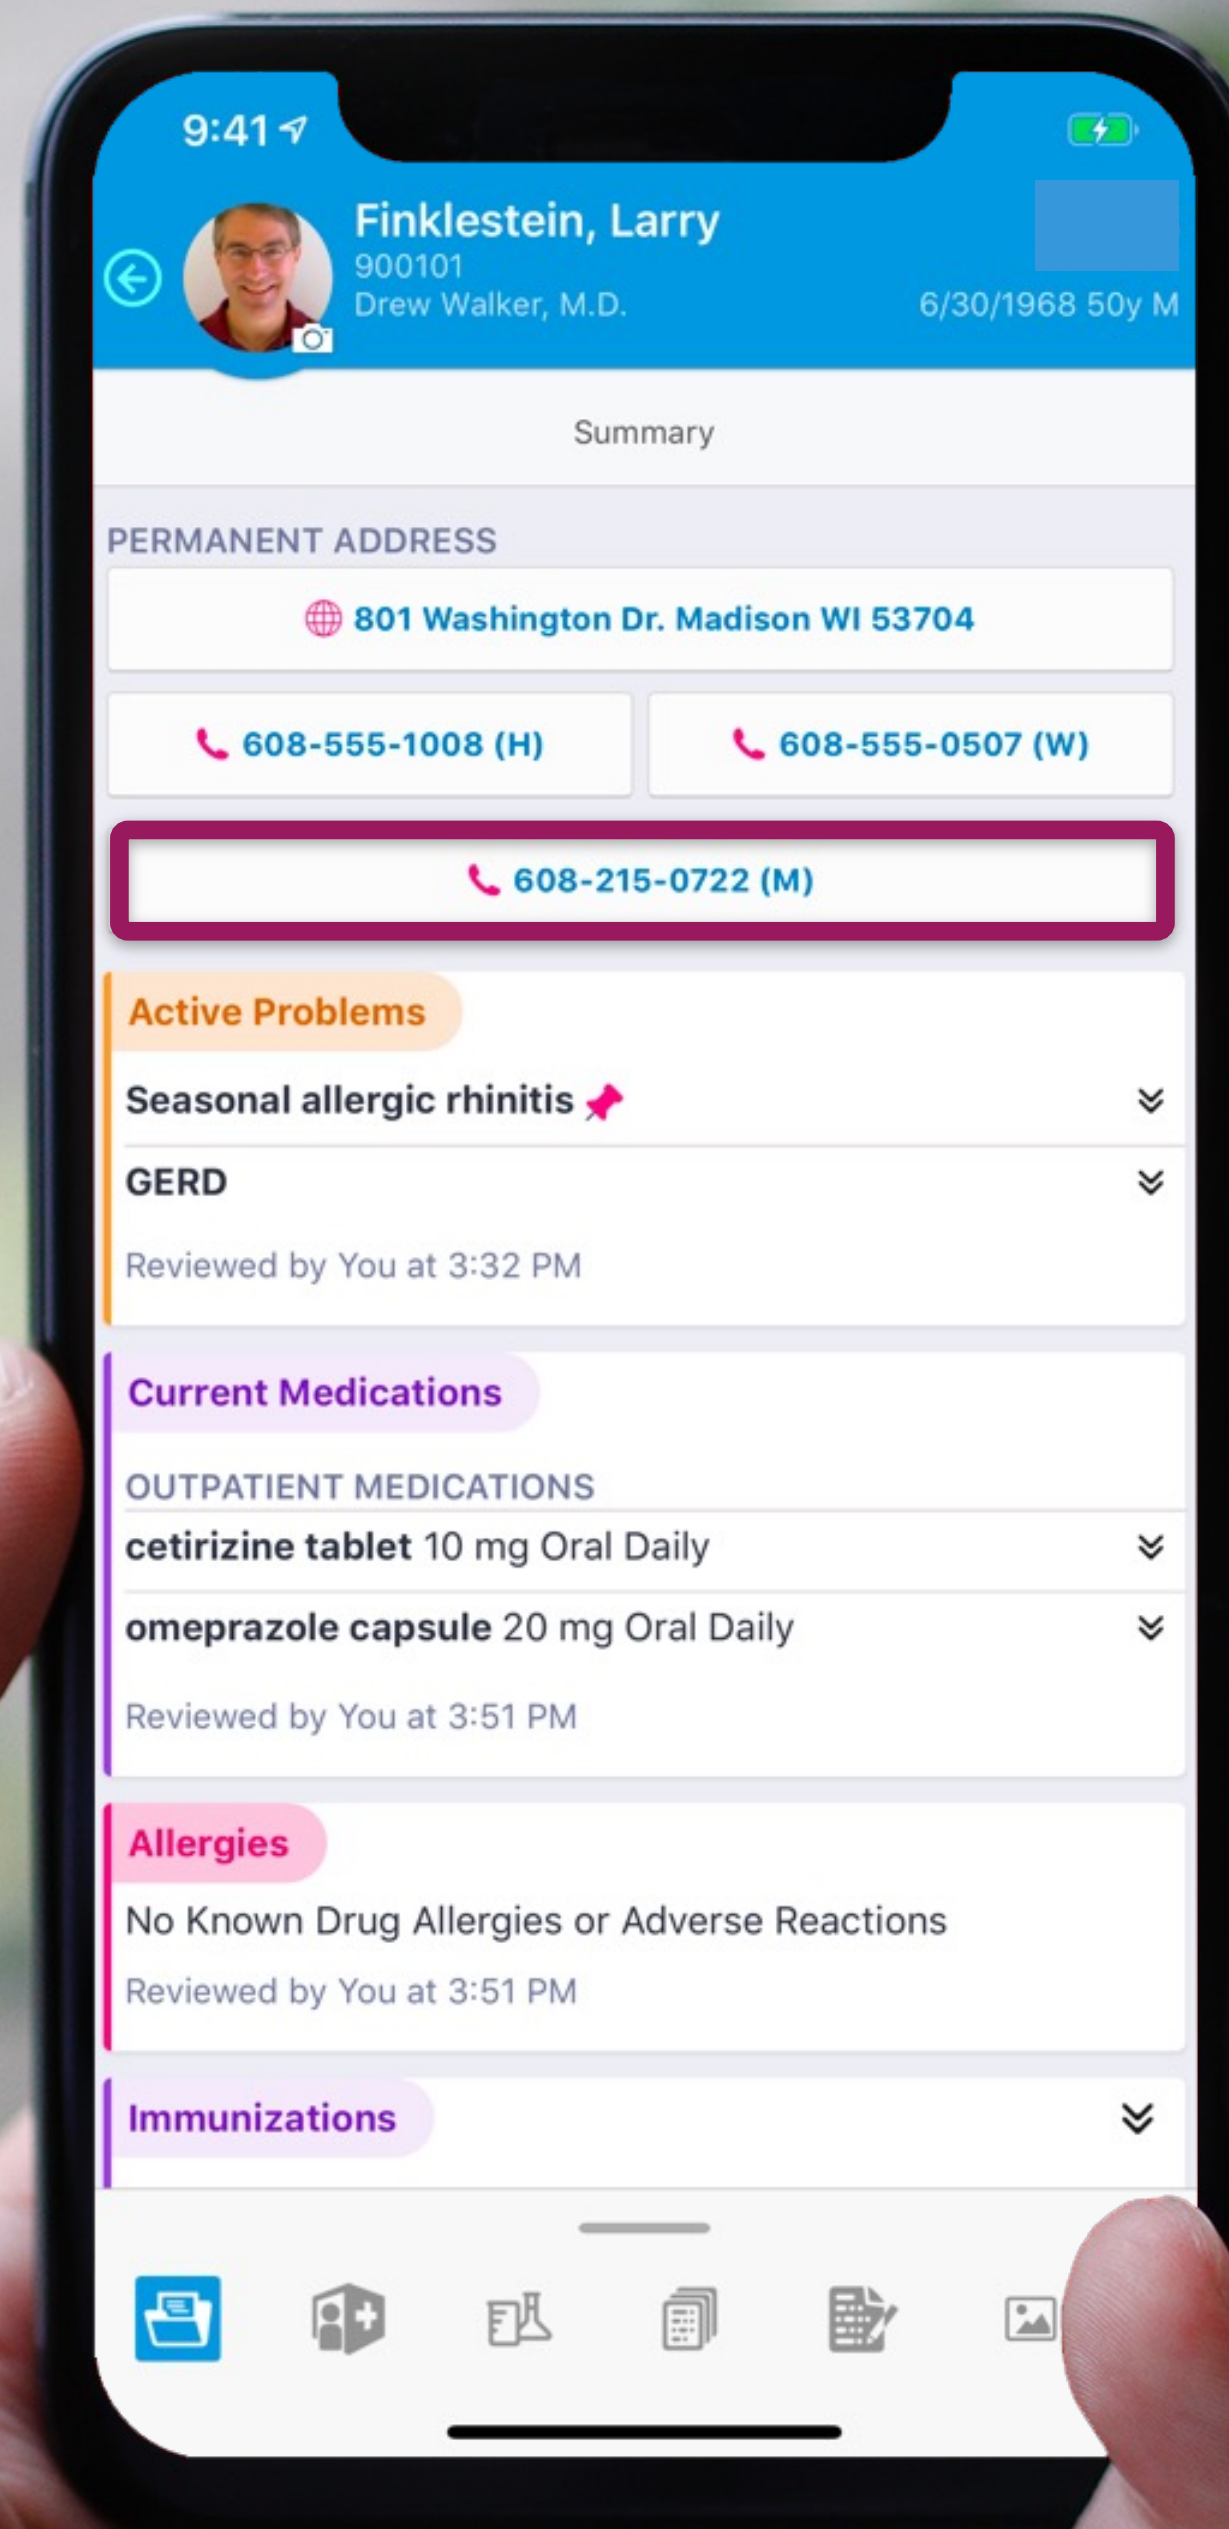 9:41
Finklestein, Larry
900101
Drew Walker, M.D.
6/30/1968 50y M
Summary
PERMANENT ADDRESS
801 Washington Dr. Madison WI 53704
608-555-1008 (H)
608-555-0507 (W)
608-215-0722 (M)
Active Problems
Seasonal allergic rhinitis
GERD
Reviewed by You at 3:32 PM
Current Medications
OUTPATIENT MEDICATIONS
cetirizine tablet 10 mg Oral Daily
omeprazole capsule 20 mg Oral Daily
Reviewed by You at 3:51 PM
Allergies
No Known Drug Allergies or Adverse Reactions
Reviewed by You at 3:51 PM
Immunizations